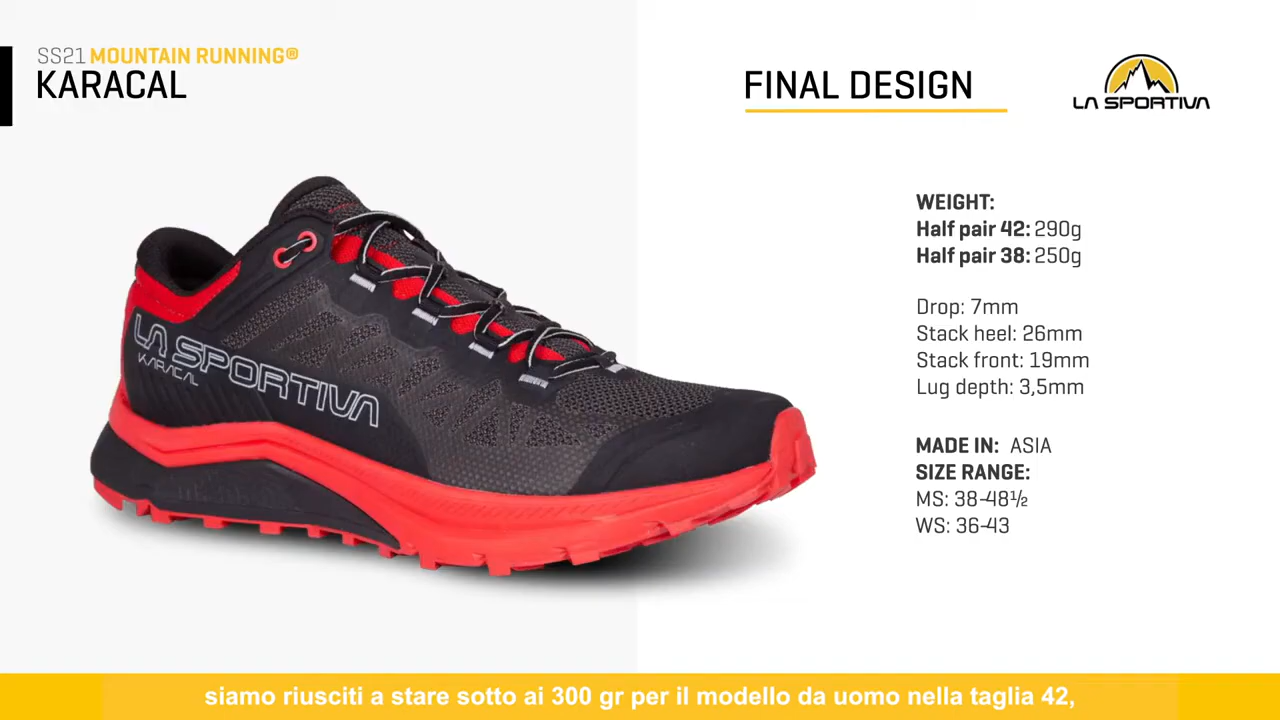 SS21 MOUNTAIN RUNNING®
KARACAL
FINAL DESIGN
LA SPORTIVA
WEIGHT:
Half pair 42: 290g
Half pair 38: 250g
Drop: 7mm
Stack heel: 26mm
Stack front: 19mm
Lug depth: 3,5mm
MADE IN: ASIA
SIZE RANGE:
MS: 38-48½
WS: 36-43
LA SPORTIVA
KARACAL
siamo riusciti a stare sotto ai 300 gr per il modello da uomo nella taglia 42,